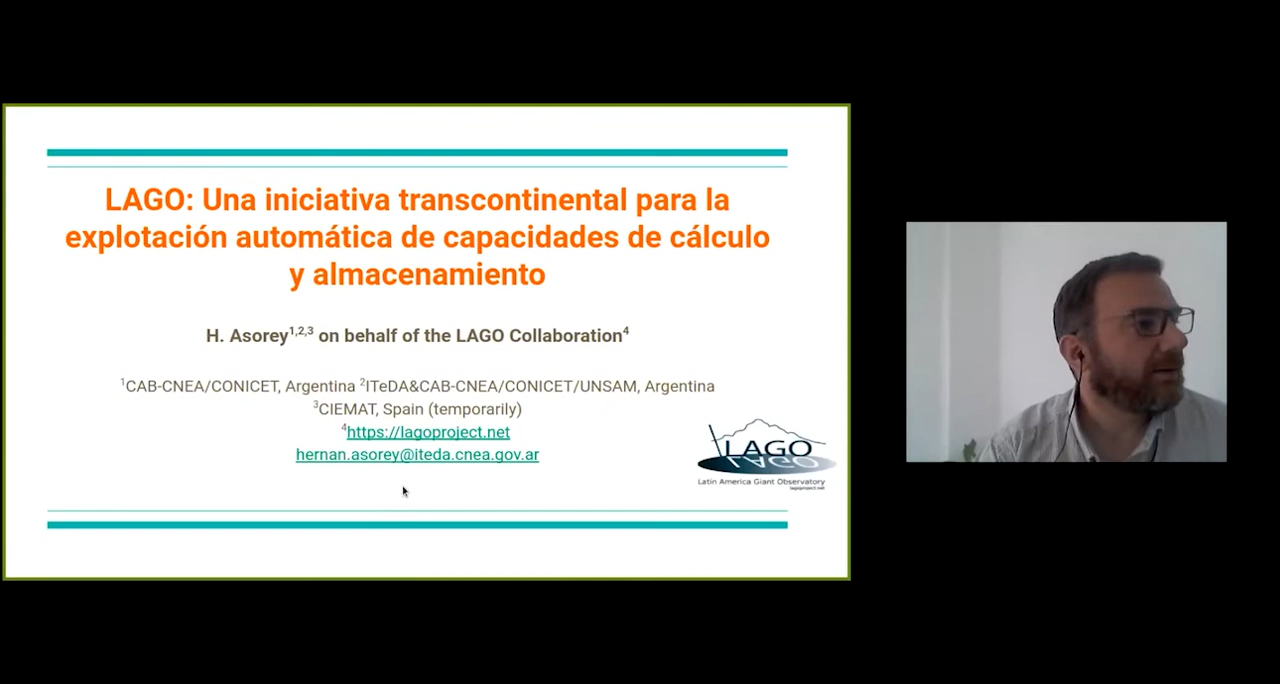 LAGO: Una iniciativa transcontinental para la
explotación automática de capacidades de cálculo
y almacenamiento
H. Asorey1,2,3 on behalf of the LAGO Collaboration4
1CAB-CNEA/CONICET, Argentina 2ITeDA&CAB-CNEA/CONICET/UNSAM, Argentina
3CIEMAT, Spain (temporarily)
4https://lagoproject.net
hernan.asorey@iteda.cnea.gov.ar
LAGO
Latin America Giant Observatory
lagoproject.net